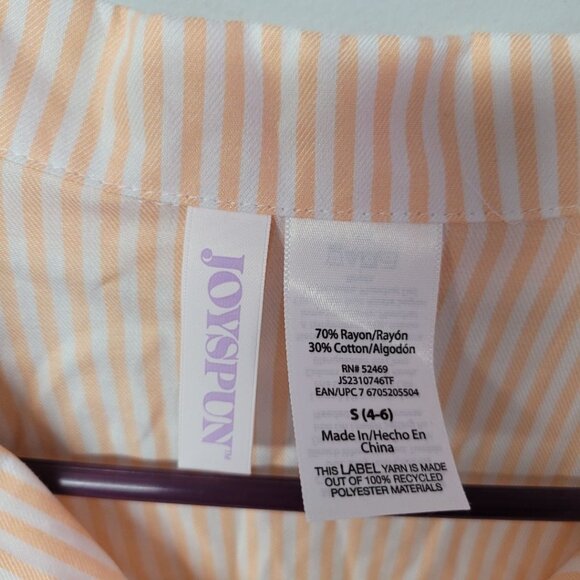 JOYSPUN™
70% Rayon/Rayón
30% Cotton/Algodón
RN# 52469
JS2310746TF
EAN/UPC 7 6705205504
S (4-6)
Made In/Hecho En
China
THIS LABEL YARN IS MADE
OUT OF 100% RECYCLED
POLYESTER MATERIALS